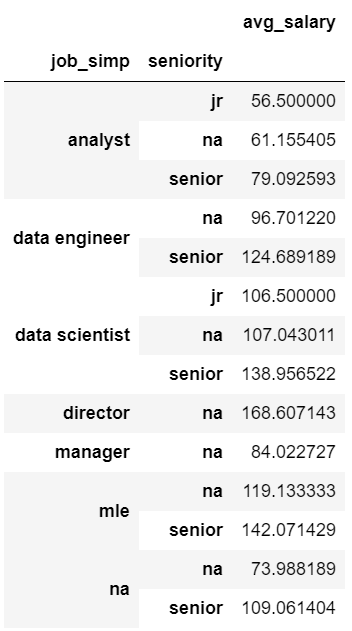 avg_salary
job_simp seniority
analyst jr 56.500000
na 61.155405
senior 79.092593
data engineer na 96.701220
senior 124.689189
data scientist jr 106.500000
na 107.043011
senior 138.956522
director na 168.607143
manager na 84.022727
mle na 119.133333
senior 142.071429
na na 73.988189
senior 109.061404